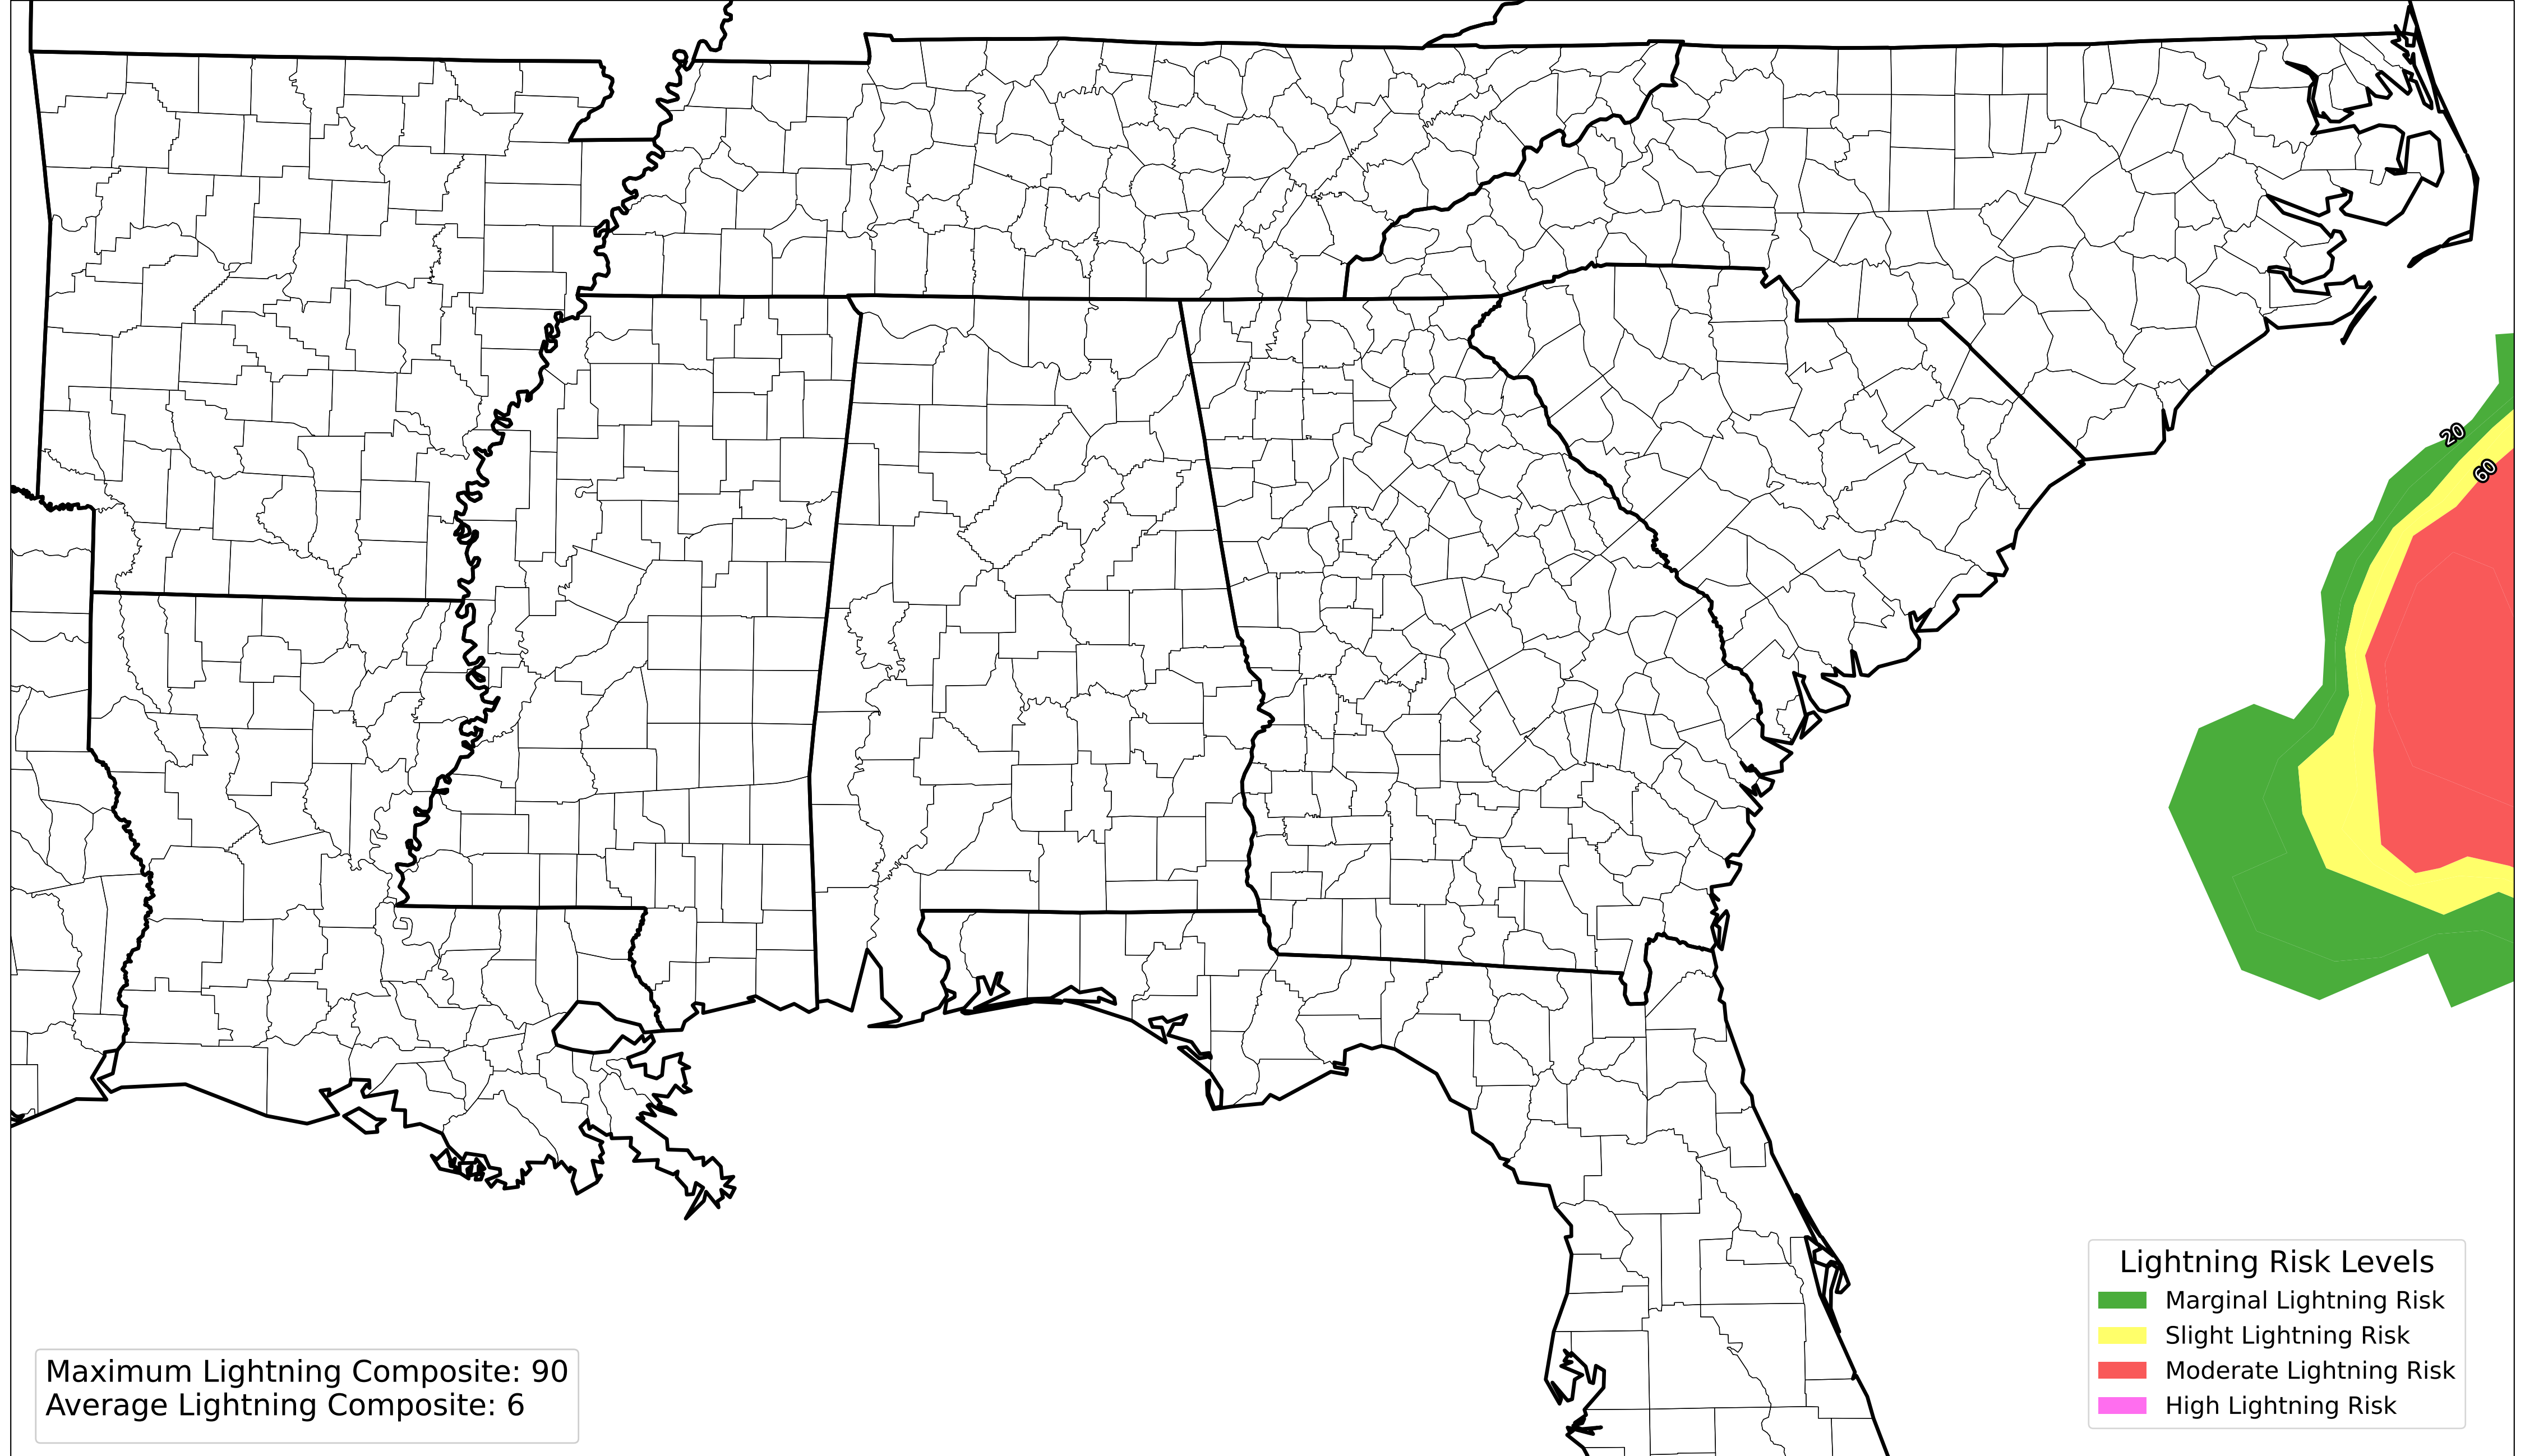 20
60
Lightning Risk Levels
Marginal Lightning Risk
Slight Lightning Risk
Moderate Lightning Risk
High Lightning Risk
Maximum Lightning Composite: 90
Average Lightning Composite: 6